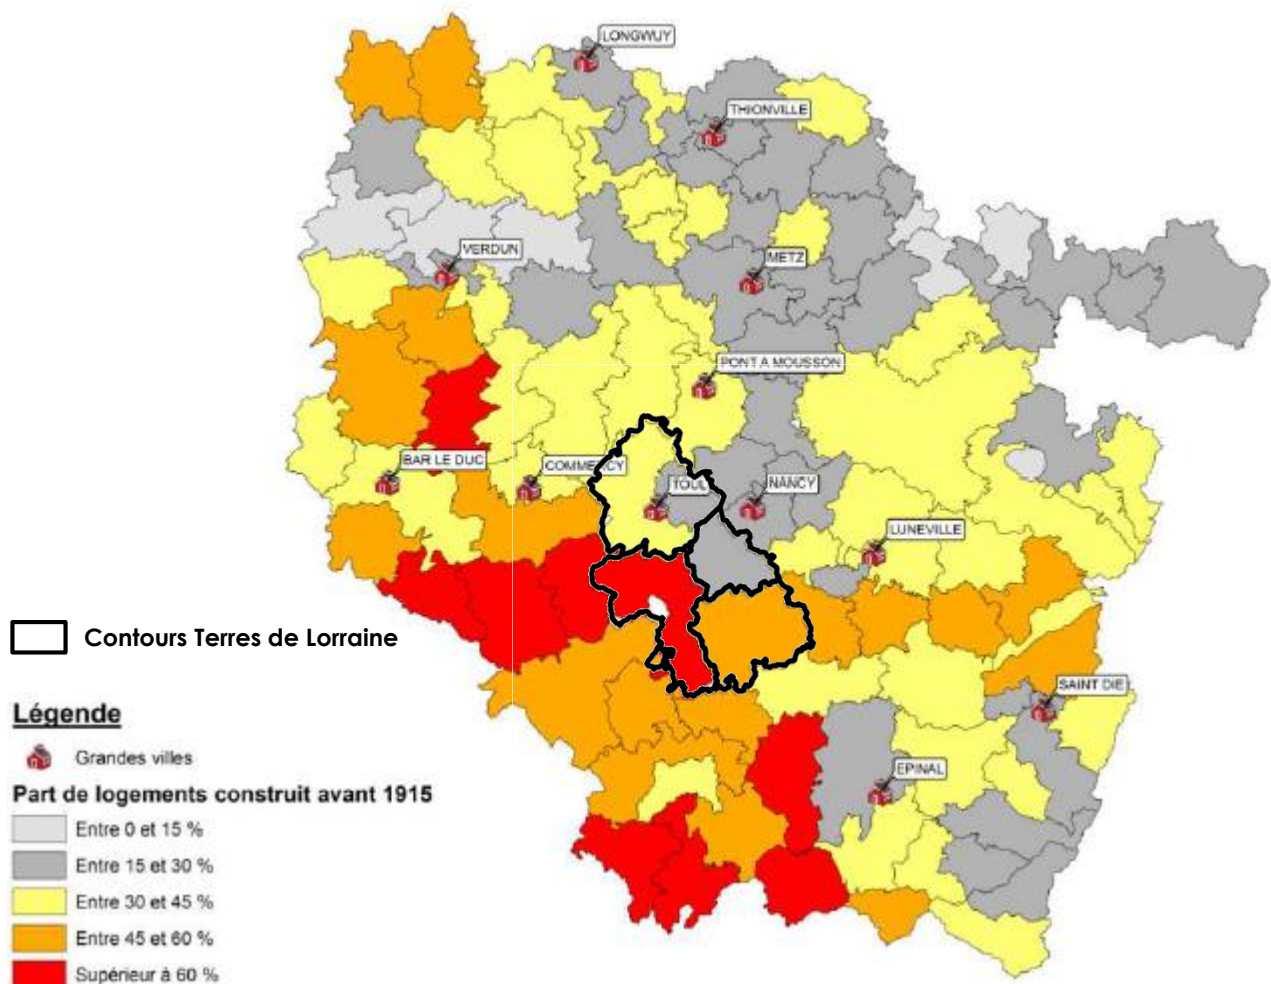 LONGWUY
THIONVILLE
VERDUN
METZ
PONT A MOUSSON
BAR LE DUC
COMMERCY
TOUL
NANCY
LUNEVILLE
Contours Terres de Lorraine
SAINT DIE
Légende
Grandes villes
EPINAL
Part de logements construit avant 1915
Entre 0 et 15 %
Entre 15 et 30 %
Entre 30 et 45 %
Entre 45 et 60 %
Supérieur à 60 %